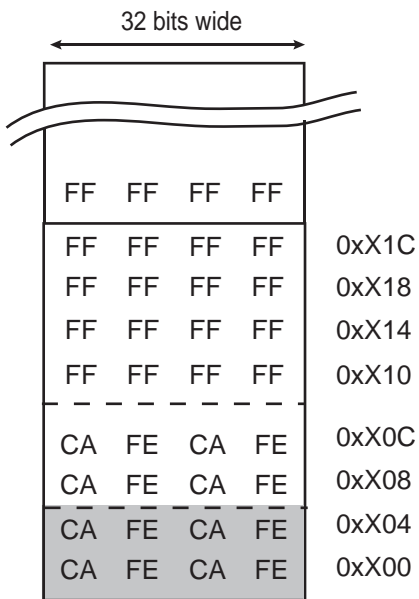 32 bits wide
FF FF FF FF
FF FF FF FF 0xX1C
FF FF FF FF 0xX18
FF FF FF FF 0xX14
FF FF FF FF 0xX10
CA FE CA FE 0xX0C
CA FE CA FE 0xX08
CA FE CA FE 0xX04
CA FE CA FE 0xX00